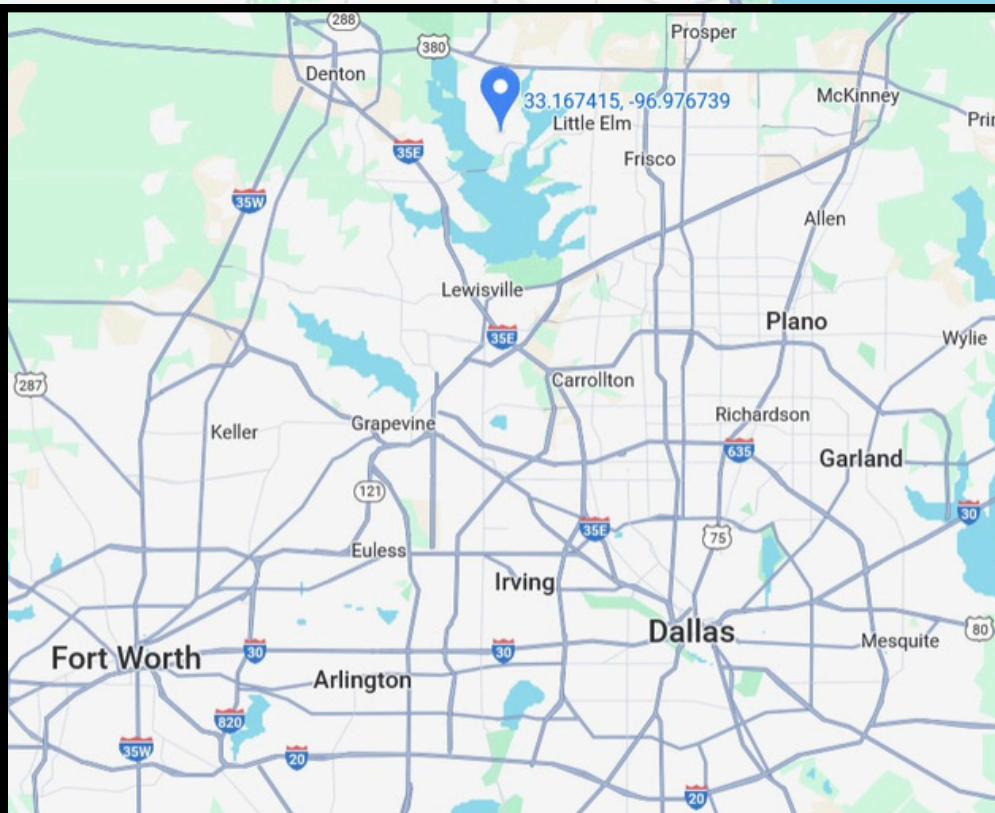 288
Prosper
380
Denton
33.167415, -96.976739
McKinney
Little Elm
Prin
35E
Frisco
35W
Allen
Lewisville
Plano
35E
Wylie
287
Carrollton
Richardson
Grapevine
Keller
635
Garland
121
30
35E
75
Euless
Irving
Dallas
80
Mesquite
30
30
Fort Worth
Arlington
820
35W
20
20